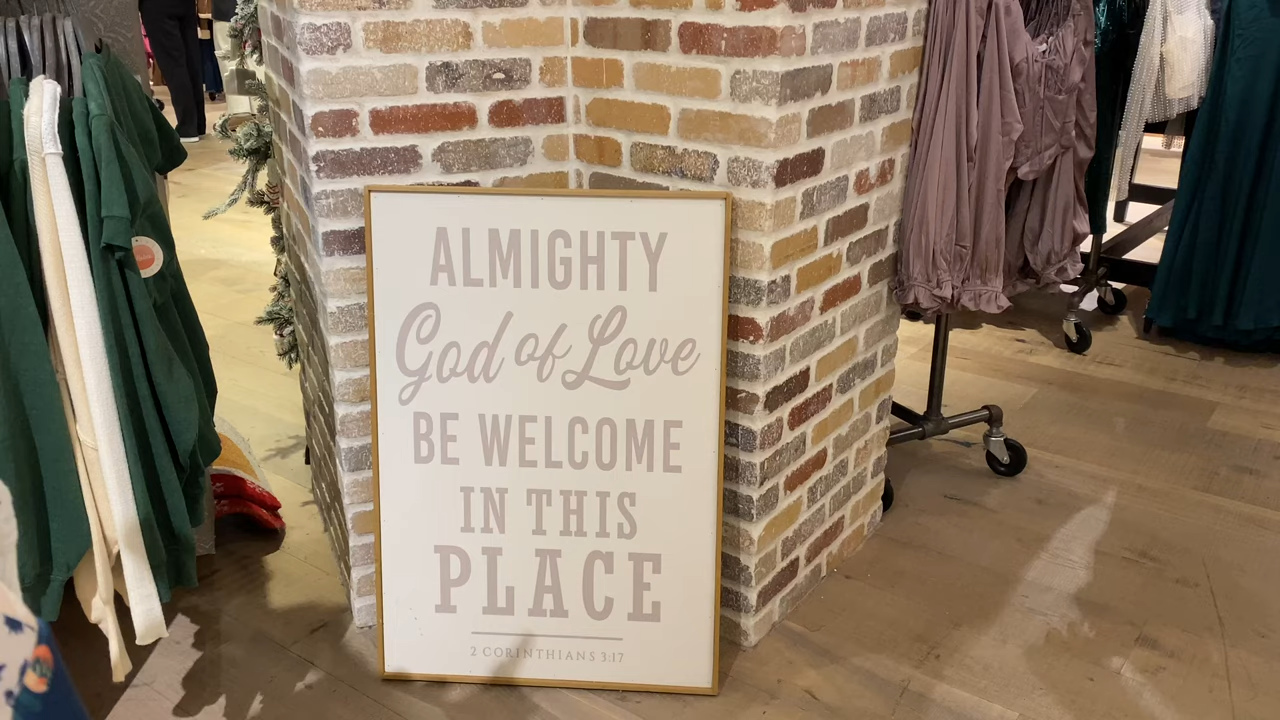 ALMIGHTY
God of Love
BE WELCOME
IN THIS
PLACE
2 CORINTHIANS 3:17